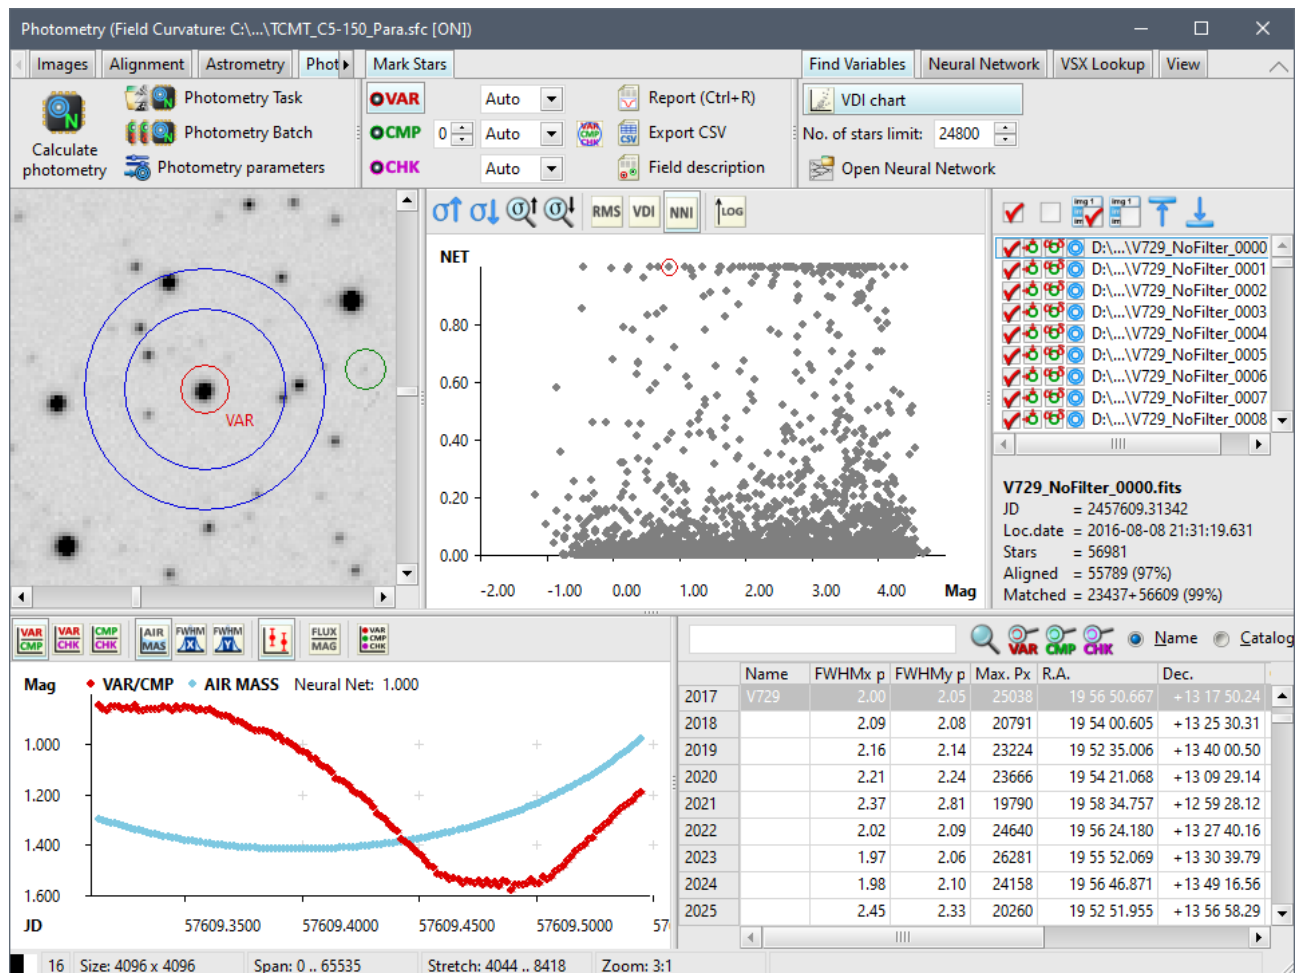 Photometry (Field Curvature: C:\...\TCMT_C5-150_Para.sfc [ON])
Images Alignment Astrometry Phot Mark Stars Find Variables Neural Network VSX Lookup View
Calculate photometry
Photometry Task
Photometry Batch
Photometry parameters
VAR Auto
CMP 0 Auto
CHK Auto
Report (Ctrl+R)
Export CSV
Field description
VDI chart
No. of stars limit: 24800
Open Neural Network
VAR
RMS VDI NNI LOG
NET
0.80
0.60
0.40
0.20
0.00
-2.00 -1.00 0.00 1.00 2.00 3.00 4.00 Mag
D:\...\V729_NoFilter_0000
D:\...\V729_NoFilter_0001
D:\...\V729_NoFilter_0002
D:\...\V729_NoFilter_0003
D:\...\V729_NoFilter_0004
D:\...\V729_NoFilter_0005
D:\...\V729_NoFilter_0006
D:\...\V729_NoFilter_0007
D:\...\V729_NoFilter_0008
V729_NoFilter_0000.fits
JD = 2457609.31342
Loc.date = 2016-08-08 21:31:19.631
Stars = 56981
Aligned = 55789 (97%)
Matched = 23437+56609 (99%)
VAR CMP VAR CHK CMP CHK AIR MAS FWHM X FWHM Y FLUX MAG VAR CMP CHK
Mag VAR/CMP AIR MASS Neural Net: 1.000
1.000
1.200
1.400
1.600
JD 57609.3500 57609.4000 57609.4500 57609.5000 57
VAR CMP CHK Name Catalog
Name FWHMx p FWHMy p Max. Px R.A. Dec.
2017 V729 2.00 2.05 25038 19 56 50.667 +13 17 50.24
2018 2.09 2.08 20791 19 54 00.605 +13 25 30.31
2019 2.16 2.14 23224 19 52 35.006 +13 40 00.50
2020 2.21 2.24 23666 19 54 21.068 +13 09 29.14
2021 2.37 2.81 19790 19 58 34.757 +12 59 28.12
2022 2.02 2.09 24640 19 56 24.180 +13 27 40.16
2023 1.97 2.06 26281 19 55 52.069 +13 30 39.79
2024 1.98 2.10 24158 19 56 46.871 +13 49 16.56
2025 2.45 2.33 20260 19 52 51.955 +13 56 58.29
16 Size: 4096 x 4096 Span: 0 .. 65535 Stretch: 4044 .. 8418 Zoom: 3:1